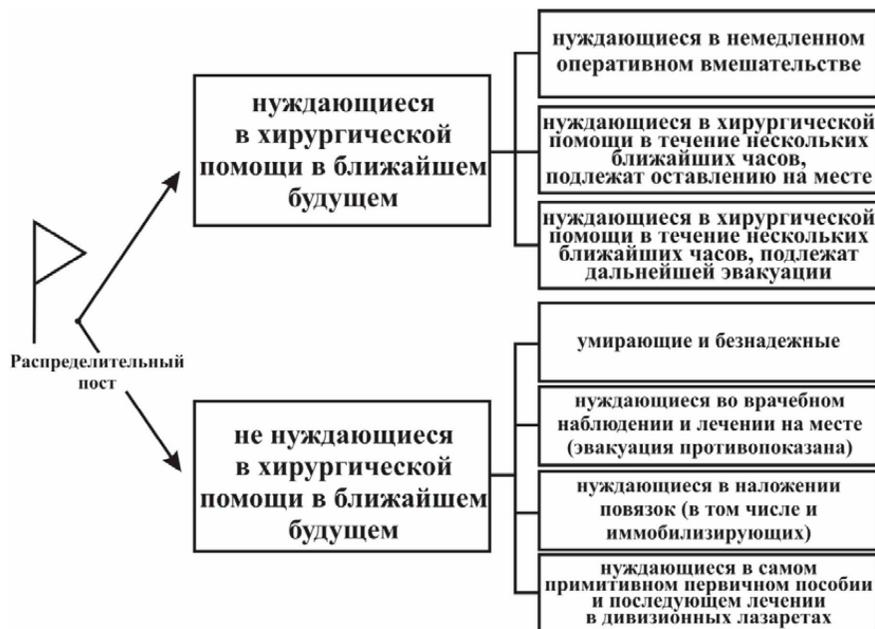 нуждающиеся в немедленном
оперативном вмешательстве
нуждающиеся
в хирургической
помощи в ближайшем
будущем
нуждающиеся в хирургической
помощи в течение нескольких
ближайших часов,
подлежат оставлению на месте
нуждающиеся в хирургической
помощи в течение нескольких
ближайших часов, подлежат
дальнейшей эвакуации
Распределительный
пост
умирающие и безнадежные
не нуждающиеся
в хирургической
помощи в ближайшем
будущем
нуждающиеся во врачебном
наблюдении и лечении на месте
(эвакуация противопоказана)
нуждающиеся в наложении
повязок (в том числе и
иммобилизирующих)
нуждающиеся в самом
примитивном первичном пособии
и последующем лечении
в дивизионных лазаретах